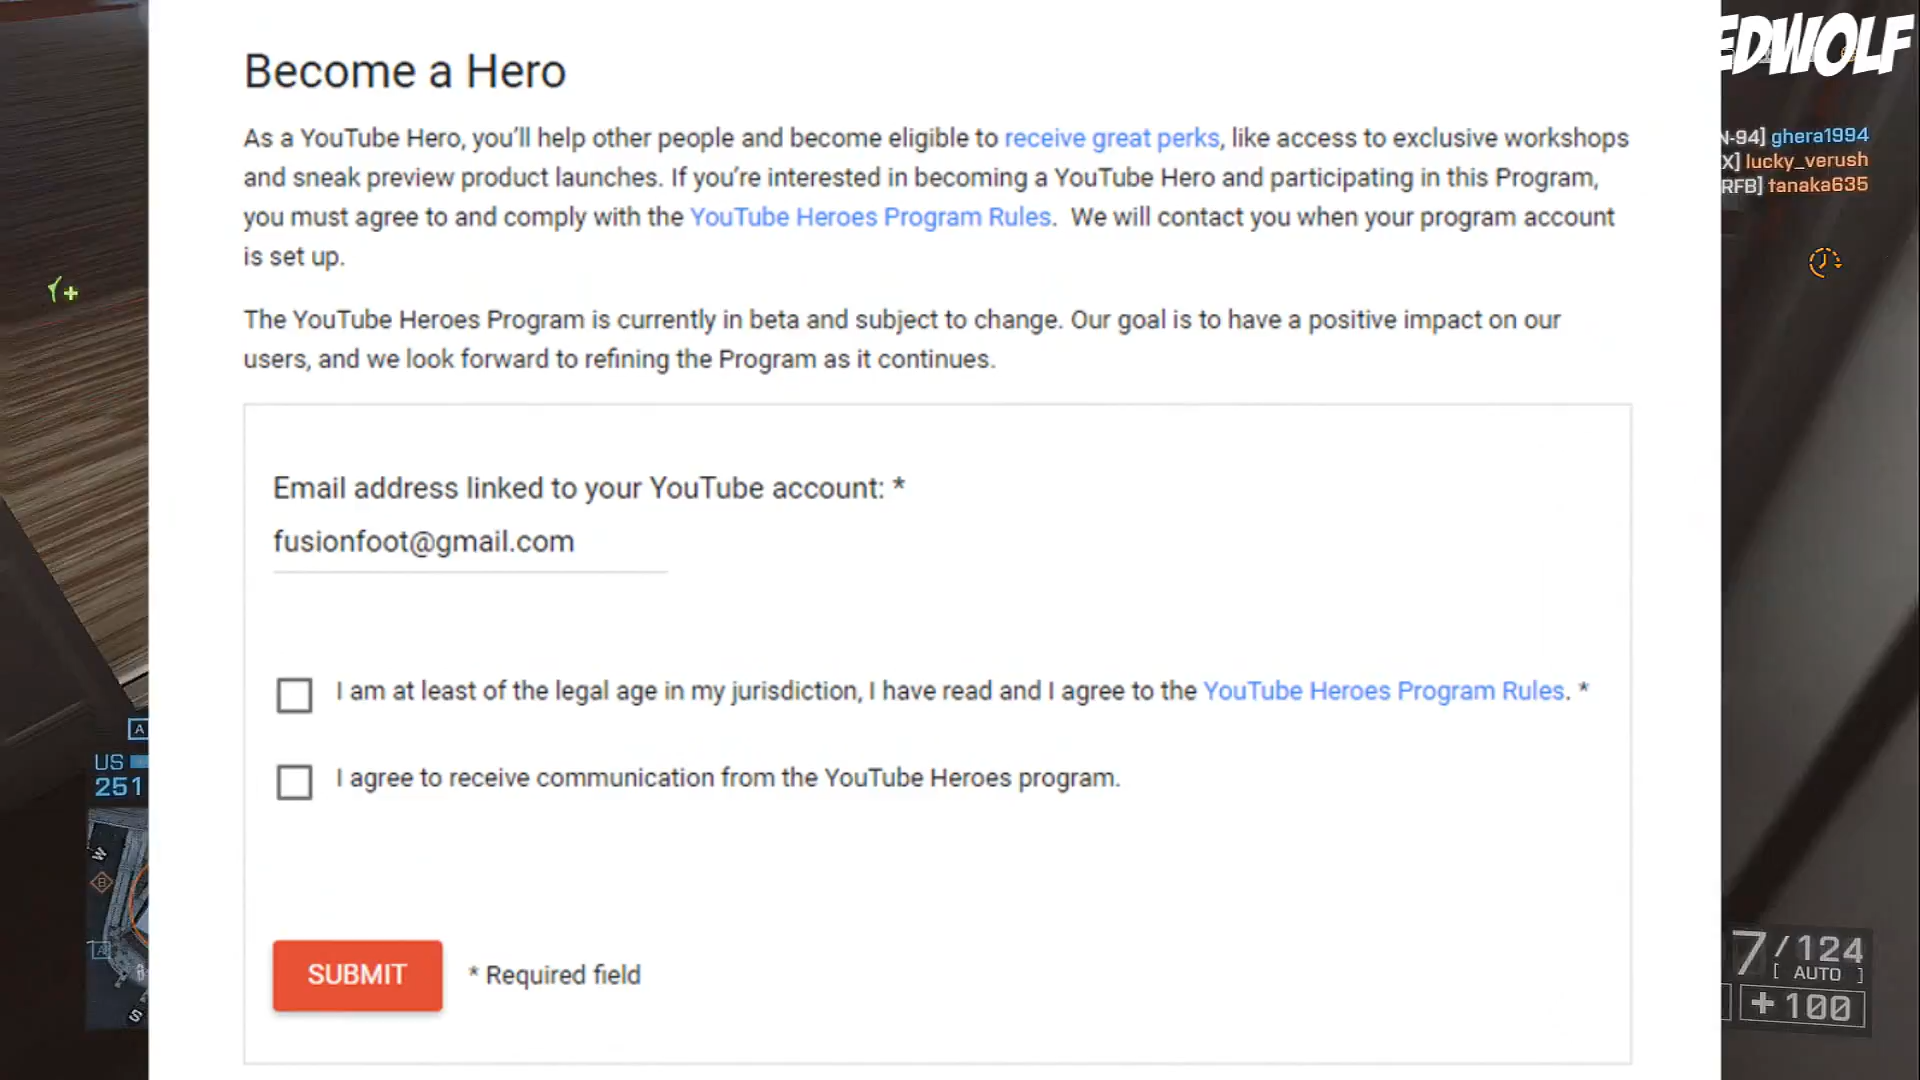 EDWOLF
Become a Hero
As a YouTube Hero, you'll help other people and become eligible to receive great perks, like access to exclusive workshops
and sneak preview product launches. If you're interested in becoming a YouTube Hero and participating in this Program,
you must agree to and comply with the YouTube Heroes Program Rules.  We will contact you when your program account
is set up.
N-94] ghera1994
X] lucky_verush
RFB] tanaka635
The YouTube Heroes Program is currently in beta and subject to change. Our goal is to have a positive impact on our
users, and we look forward to refining the Program as it continues.
Email address linked to your YouTube account: *
fusionfoot@gmail.com
I am at least of the legal age in my jurisdiction, I have read and I agree to the YouTube Heroes Program Rules. *
A
US
251
I agree to receive communication from the YouTube Heroes program.
W
B
A
S
SUBMIT
* Required field
7/124
[ AUTO ]
+100